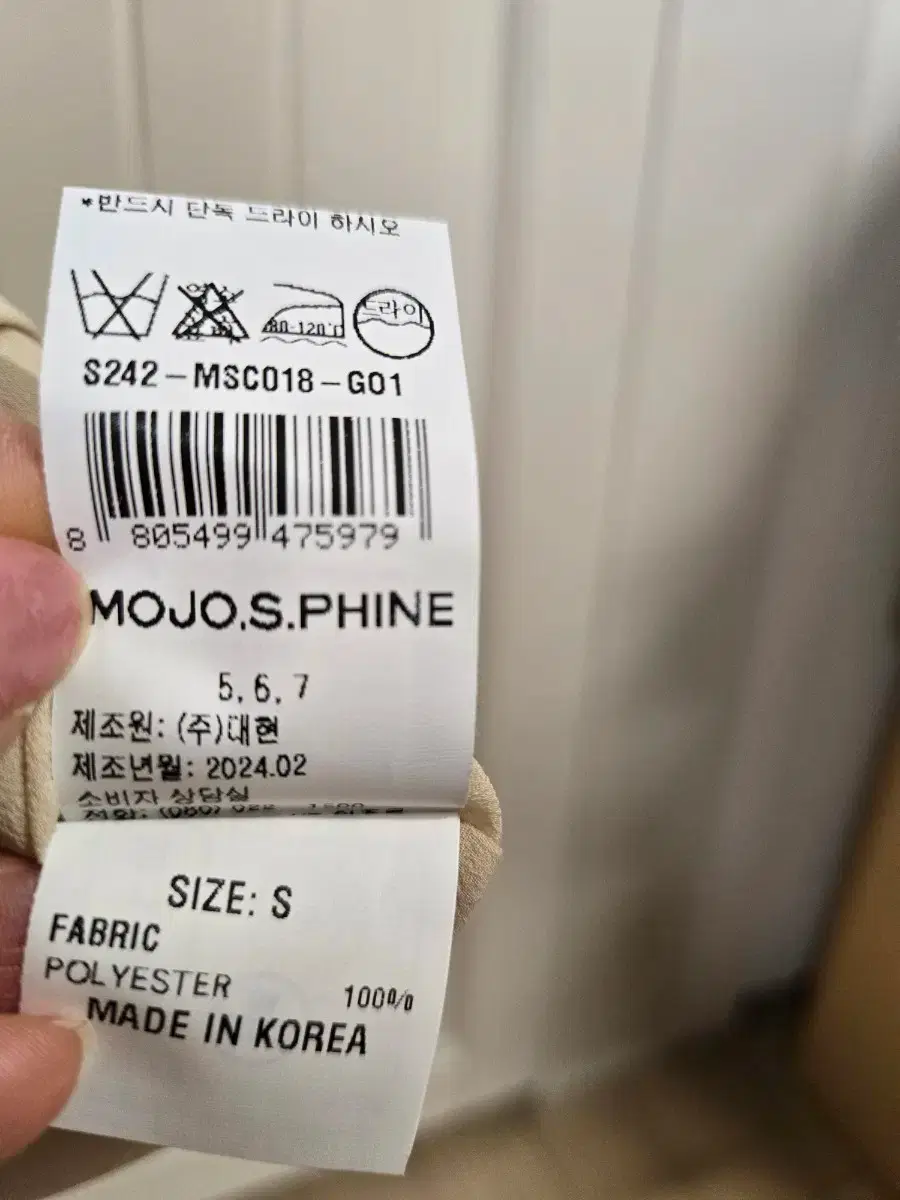 *반드시 단독 드라이 하시오
80-120℃ 드라이
S242-MSC018-G01
8 805499 475979
MOJO.S.PHINE
5, 6, 7
제조원: (주)대현
제조년월: 2024.02
소비자 상담실
SIZE: S
FABRIC
POLYESTER 100%
MADE IN KOREA